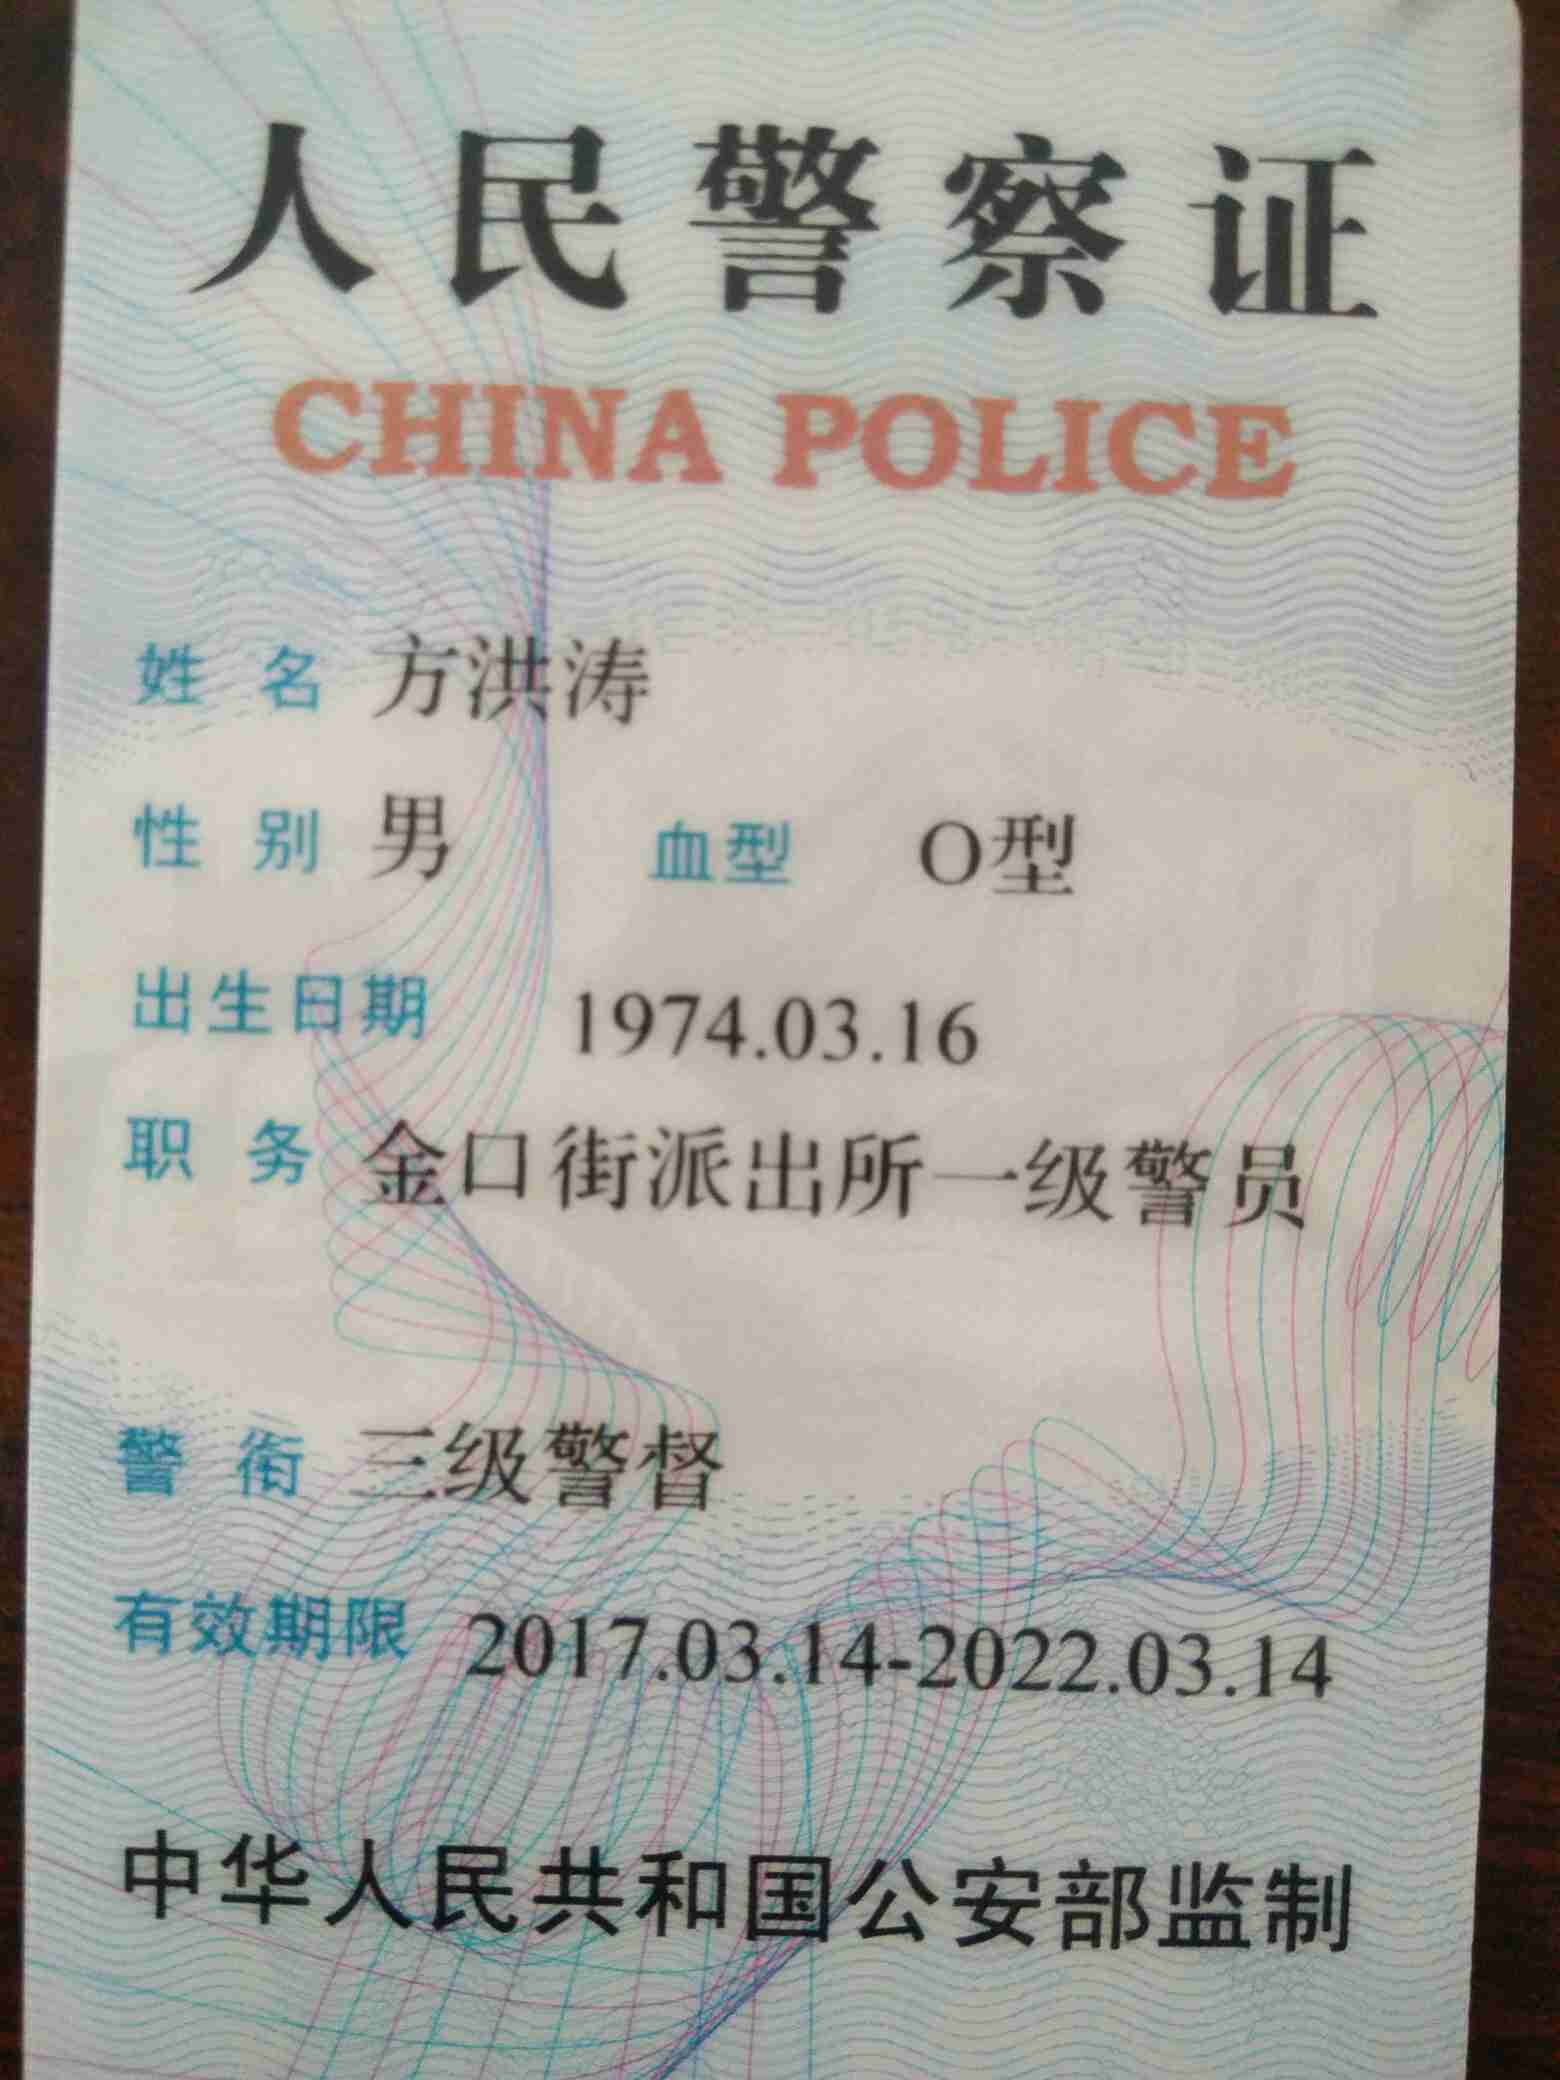 人民警察证
CHINA POLICE
姓名 方洪涛
性别 男 血型 O型
出生日期 1974.03.16
职务 金口街派出所一级警员
警衔 三级警督
有效期限 2017.03.14-2022.03.14
中华人民共和国公安部监制